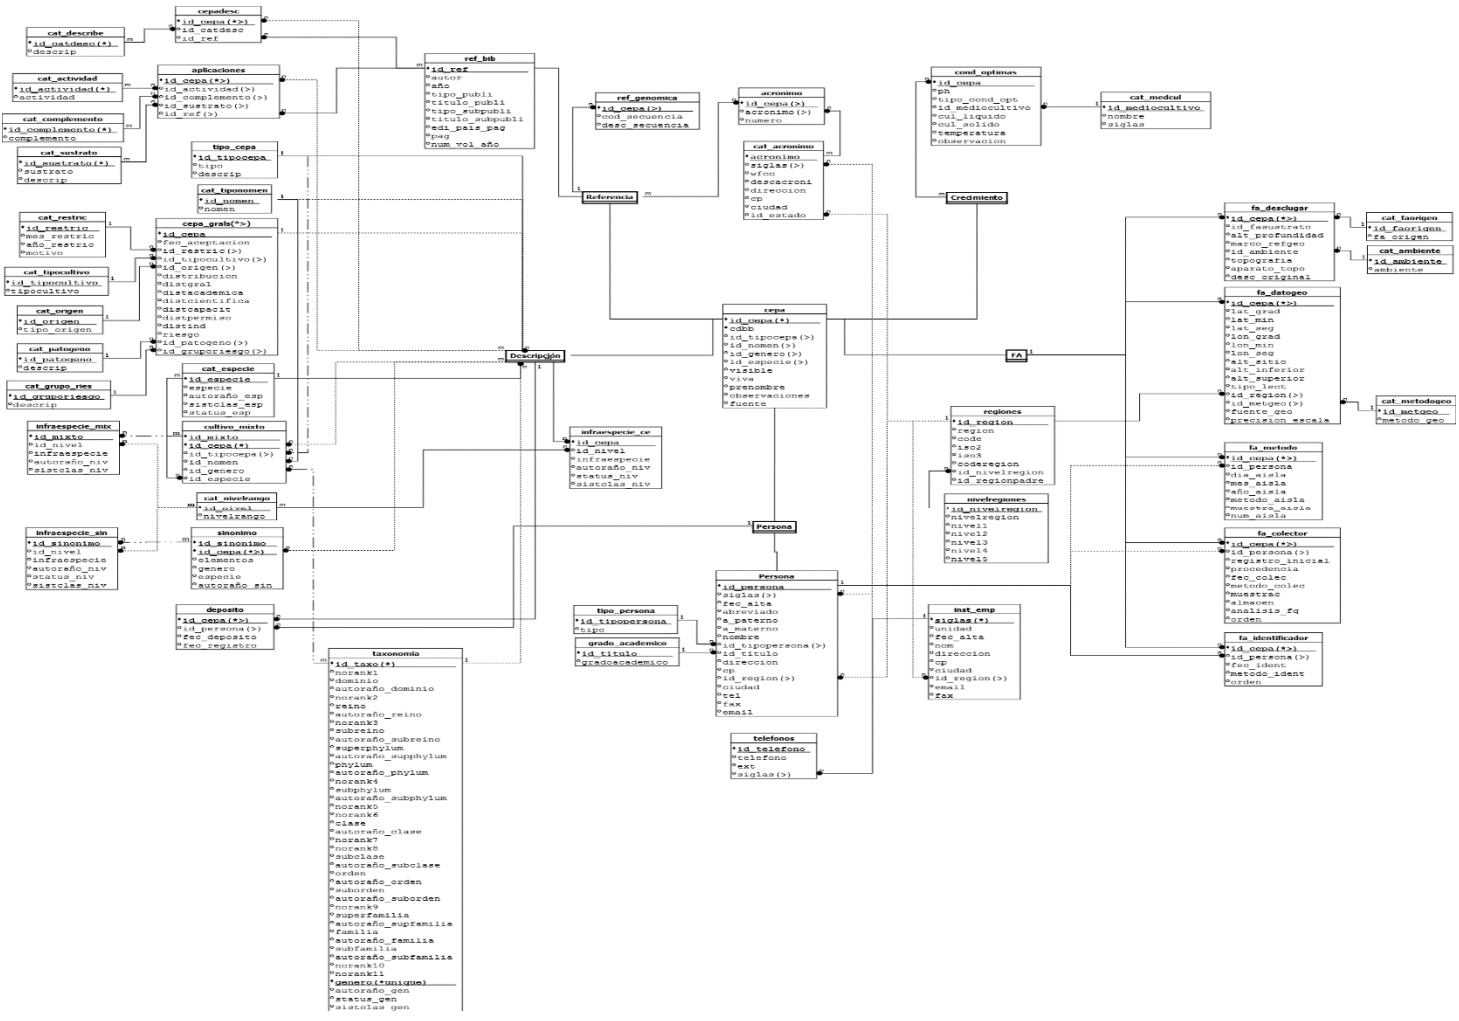 cepadesc
id_cepa(*>)
id_catdesc
id_ref
cat_describe
id_catdesc(*)
descrip
aplicaciones
id_cepa(*>)
id_actividad(>)
id_complemento(>)
id_sustrato(>)
id_ref(>)
cat_actividad
id_actividad(*)
actividad
cat_complemento
id_complemento(*)
complemento
cat_sustrato
id_sustrato(*)
sustrato
descrip
ref_bib
id_ref
autor
año
tipo_publi
titulo_publi
tipo_subpubli
titulo_subpubli
edi_pais_pag
pag
num_vol_año
tipo_cepa
id_tipocepa
tipo
descrip
cat_tiponomen
id_nomen
nomen
ref_genomica
id_cepa(>)
cod_secuencia
desc_secuencia
acronimo
id_cepa(>)
acronimo(>)
numero
cat_acronimo
acronimo
siglas(>)
wfcc
descacroni
direccion
cp
ciudad
id_estado
cond_optimas
id_cepa
ph
tipo_cond_opt
id_mediocultivo
cul_liquido
cul_solido
temperatura
observacion
cat_medcul
id_mediocultivo
nombre
siglas
Referencia
Crecimiento
cat_restric
id_restric
mes_restric
año_restric
motivo
cat_tipocultivo
id_tipocultivo
tipocultivo
cat_origen
id_origen
tipo_origen
cat_patogeno
id_patogeno
descrip
cat_grupo_ries
id_gruporiesgo
descrip
cepa_grals(*>)
id_cepa
fec_aceptacion
id_restric(>)
id_tipocultivo(>)
id_origen(>)
distribucion
distgral
distacademica
distcientifica
distcapacit
distpermiso
distind
riesgo
id_patogeno(>)
id_gruporiesgo(>)
Descripción
cepa
id_cepa(*)
cdbb
id_tipocepa(>)
id_nomen(>)
id_genero(>)
id_especie(>)
visible
viva
prenombre
observaciones
fuente
FA
fa_desclugar
id_cepa(*>)
id_fasustrato
alt_profundidad
marco_refgeo
id_ambiente
topografia
aparato_topo
desc_original
cat_faorigen
id_faorigen
fa_origen
cat_ambiente
id_ambiente
ambiente
fa_datogeo
id_cepa(*>)
lat_grad
lat_min
lat_seg
lon_grad
lon_min
lon_seg
alt_sitio
alt_inferior
alt_superior
tipo_lect
id_region(>)
id_metgeo(>)
fuente_geo
precision_escala
cat_metodogeo
id_metgeo
metodo_geo
cat_especie
id_especie
especie
autoraño_esp
sistclas_esp
status_esp
infraespecie_mix
id_mixto
id_nivel
infraespecie
autoraño_niv
sistclas_niv
cultivo_mixto
id_mixto
id_cepa(*)
id_tipocepa(>)
id_nomen
id_genero
id_especie
infraespecie_ce
id_cepa
id_nivel
infraespecie
autoraño_niv
status_niv
sistclas_niv
cat_nivelrango
id_nivel
nivelrango
infraespecie_sin
id_sinonimo
id_nivel
infraespecie
autoraño_niv
status_niv
sistclas_niv
sinonimo
id_sinonimo
id_cepa(*>)
elementos
genero
especie
autoraño_sin
regiones
id_region
region
code
iso2
iso3
coderegion
id_nivelregion
id_regionpadre
nivelregiones
id_nivelregion
nivelregion
nivel1
nivel2
nivel3
nivel4
nivel5
fa_metodo
id_cepa(*>)
id_persona
dia_aisla
mes_aisla
año_aisla
metodo_aisla
muestro_aisla
num_aisla
fa_colector
id_cepa(*>)
id_persona(>)
registro_inicial
procedencia
fec_colec
metodo_colec
muestrac
almacen
analisis_fq
orden
fa_identificador
id_cepa(*>)
id_persona(>)
fec_ident
metodo_ident
orden
Persona
deposito
id_cepa(*>)
id_persona(>)
fec_deposito
fec_registro
tipo_persona
id_tipopersona
tipo
grado_academico
id_titulo
gradoacademico
Persona
id_persona
siglas(>)
fec_alta
abreviado
a_paterno
a_materno
nombre
id_tipopersona(>)
id_titulo
direccion
cp
id_region(>)
ciudad
tel
fax
email
inst_emp
siglas(*)
unidad
fec_alta
nom
direccion
cp
ciudad
id_region(>)
email
fax
telefonos
id_telefono
telefono
ext
siglas(>)
taxonomia
id_taxo(*)
norank1
dominio
autoraño_dominio
norank2
reino
autoraño_reino
norank3
subreino
autoraño_subreino
superphylum
autoraño_supphylum
phylum
autoraño_phylum
norank4
subphylum
autoraño_subphylum
norank5
norank6
clase
autoraño_clase
norank7
norank8
subclase
autoraño_subclase
orden
autoraño_orden
suborden
autoraño_suborden
norank9
superfamilia
autoraño_supfamilia
familia
autoraño_familia
subfamilia
autoraño_subfamilia
norank10
norank11
genero(*unique)
autoraño_gen
status_gen
sistclas_gen